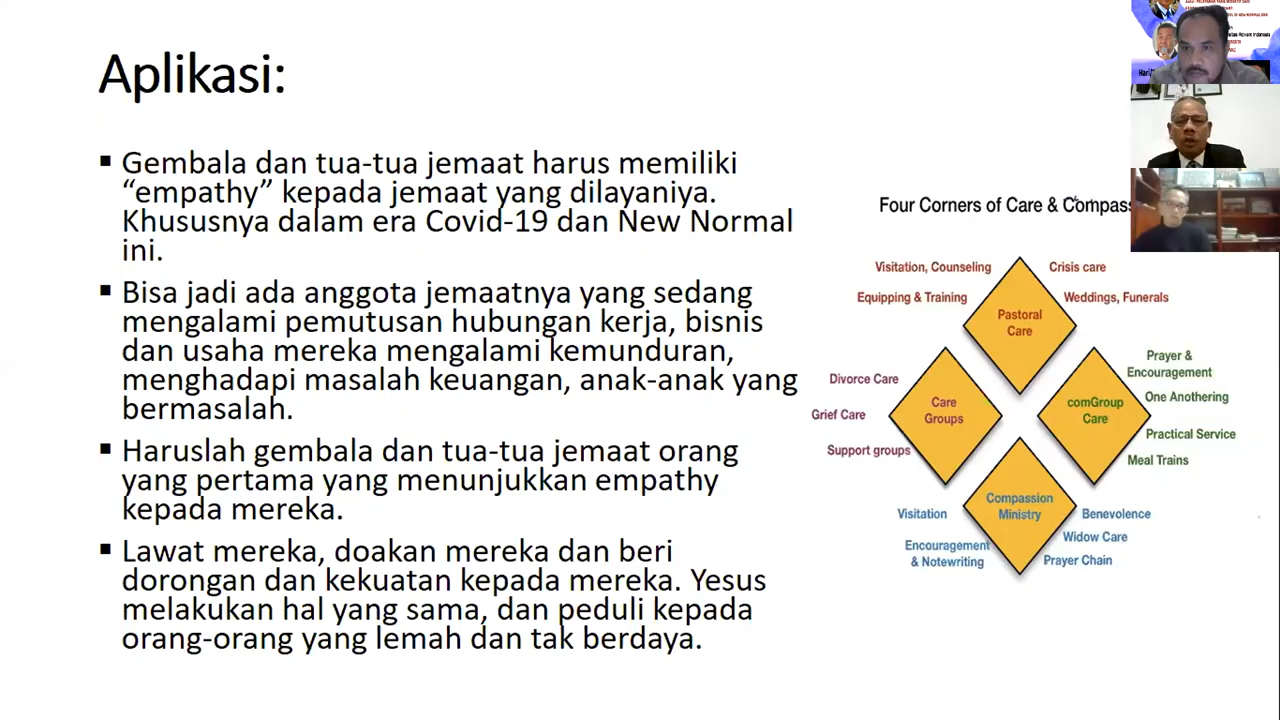 Aplikasi:
▪ Gembala dan tua-tua jemaat harus memiliki
“empathy” kepada jemaat yang dilayaniya.
Khususnya dalam era Covid-19 dan New Normal
ini.
▪ Bisa jadi ada anggota jemaatnya yang sedang
mengalami pemutusan hubungan kerja, bisnis
dan usaha mereka mengalami kemunduran,
menghadapi masalah keuangan, anak-anak yang
bermasalah.
▪ Haruslah gembala dan tua-tua jemaat orang
yang pertama yang menunjukkan empathy
kepada mereka.
▪ Lawat mereka, doakan mereka dan beri
dorongan dan kekuatan kepada mereka. Yesus
melakukan hal yang sama, dan peduli kepada
orang-orang yang lemah dan tak berdaya.
Four Corners of Care & Compass
Visitation, Counseling
Equipping & Training
Pastoral
Care
Crisis care
Weddings, Funerals
Divorce Care
Grief Care
Support groups
Care
Groups
comGroup
Care
Prayer &
Encouragement
One Anothering
Practical Service
Meal Trains
Visitation
Encouragement
& Notewriting
Compassion
Ministry
Benevolence
Widow Care
Prayer Chain